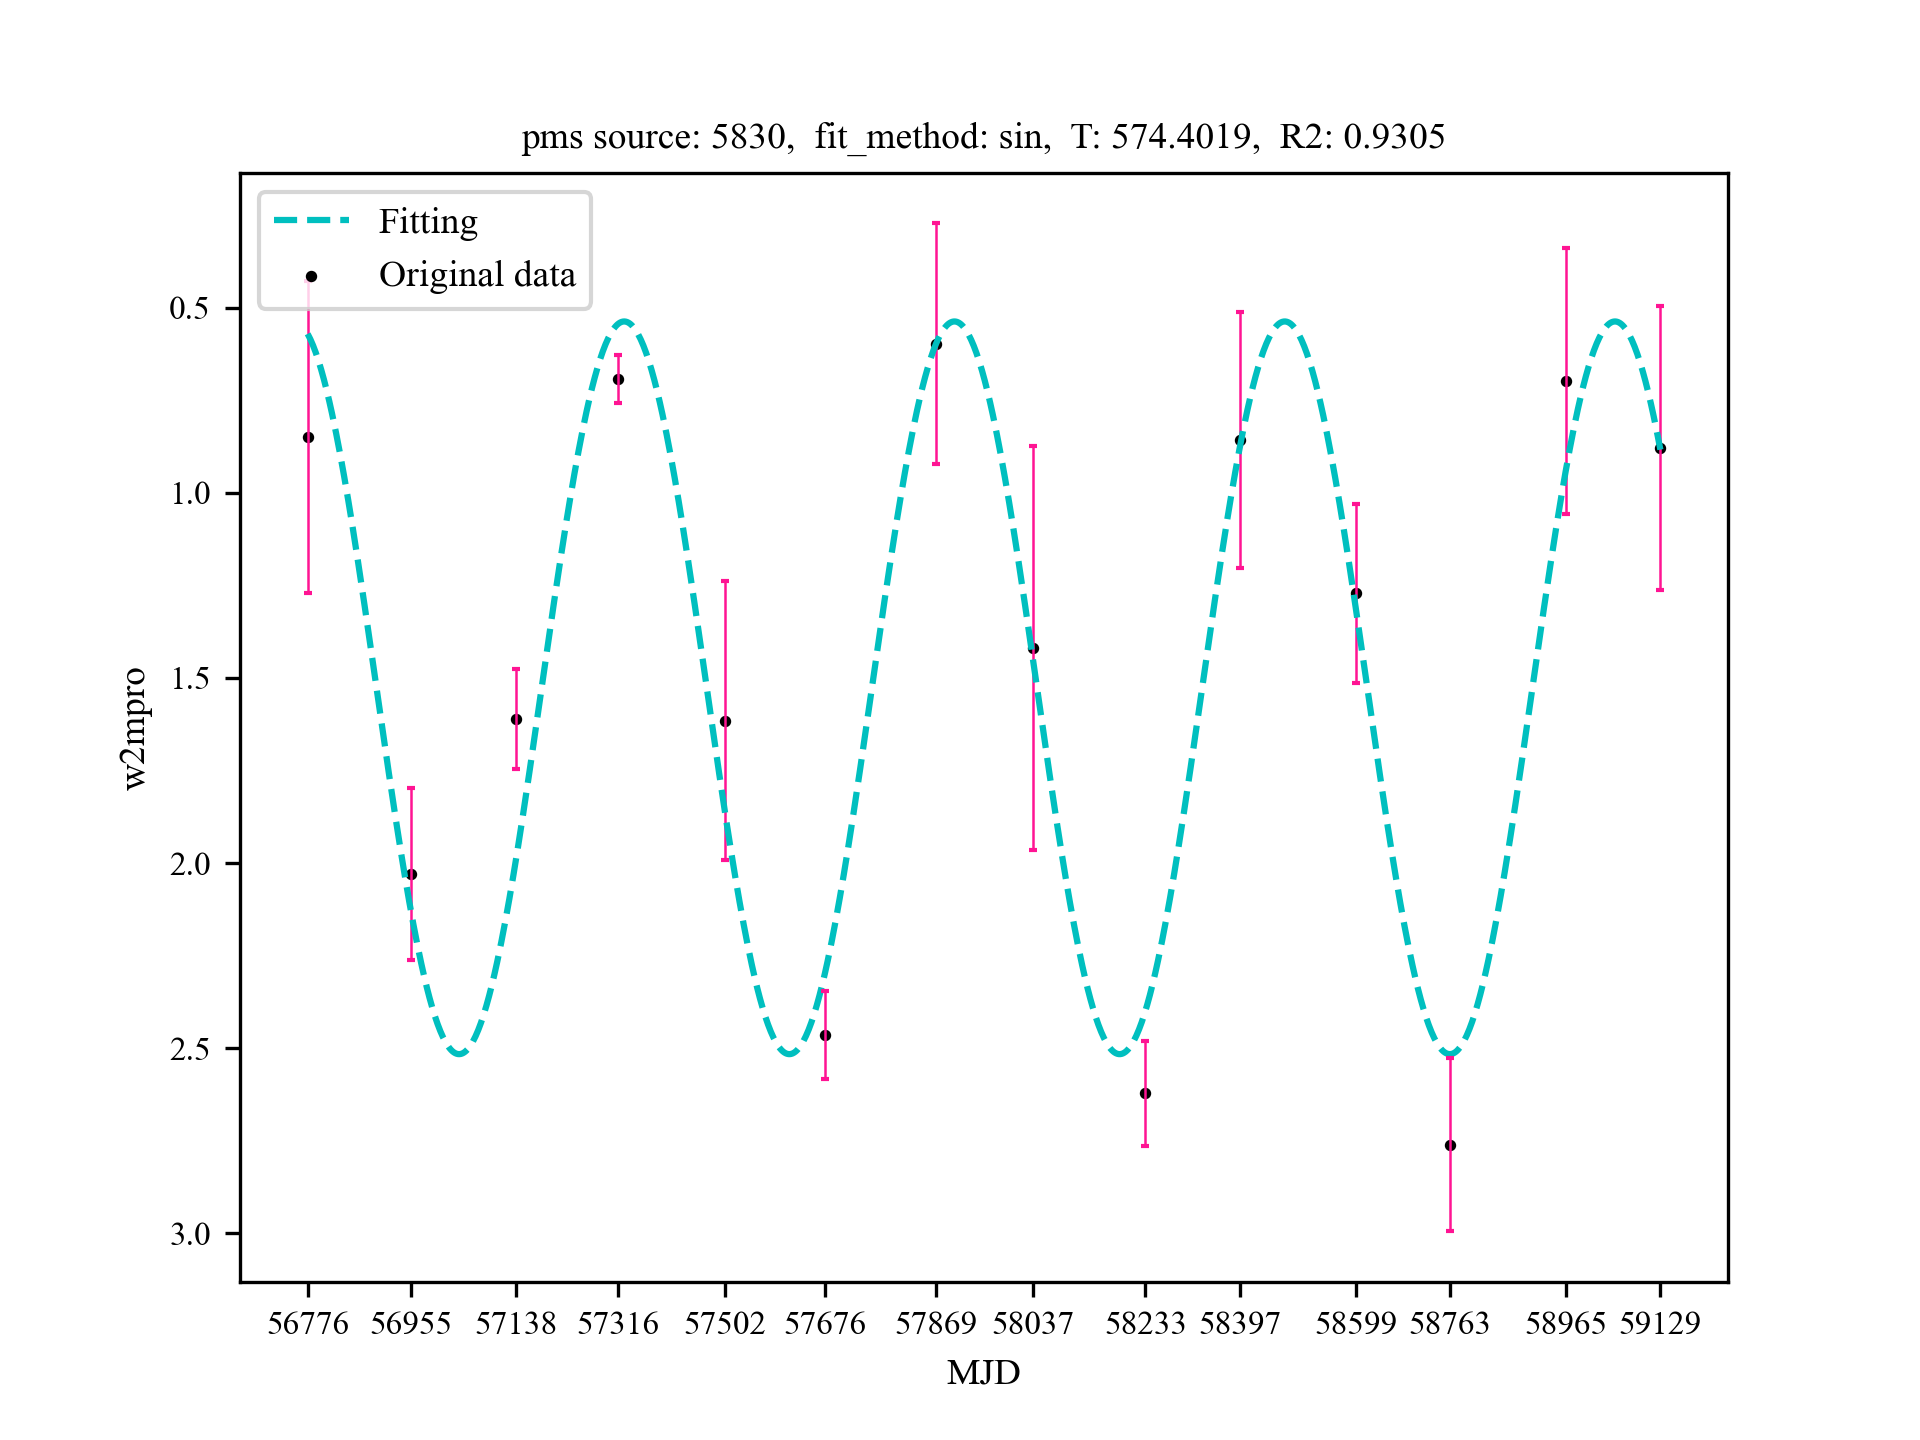 pms source: 5830,  fit_method: sin,  T: 574.4019,  R2: 0.9305
Fitting
Original data
0.5
1.0
1.5
2.0
2.5
3.0
w2mpro
56776 56955 57138 57316 57502 57676 57869 58037 58233 58397 58599 58763 58965 59129
MJD